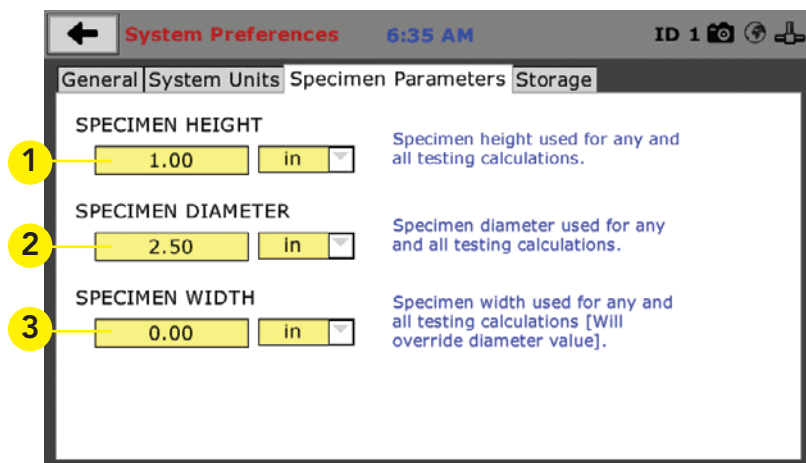 System Preferences 6:35 AM ID 1
General System Units Specimen Parameters Storage
SPECIMEN HEIGHT
1 1.00 in
Specimen height used for any and
all testing calculations.
SPECIMEN DIAMETER
2 2.50 in
Specimen diameter used for any
and all testing calculations.
SPECIMEN WIDTH
3 0.00 in
Specimen width used for any and
all testing calculations [Will
override diameter value].